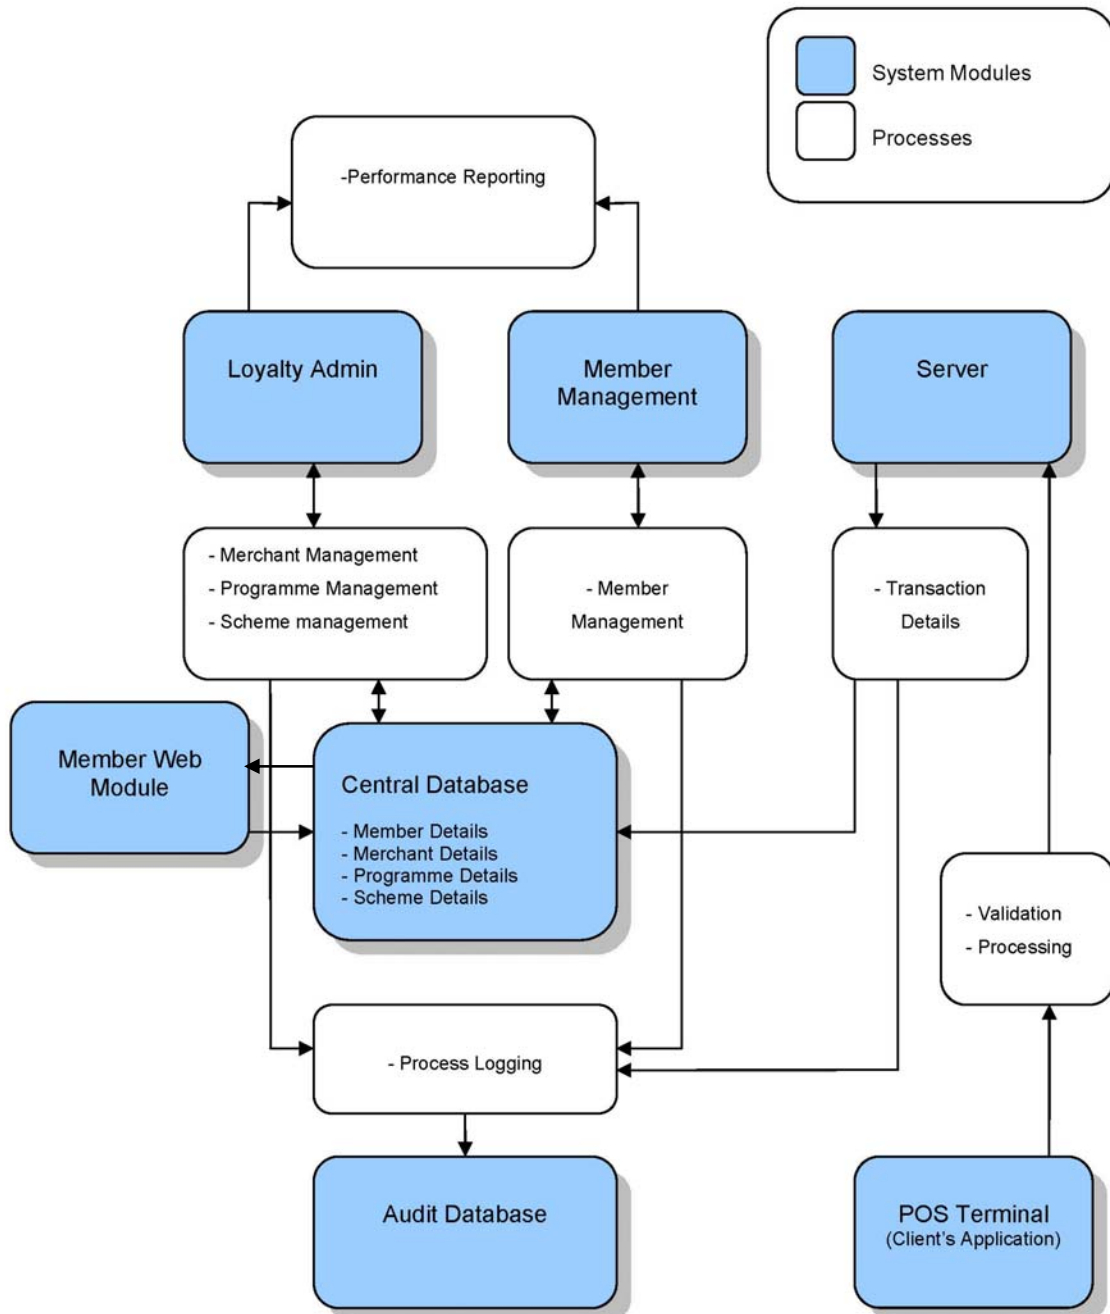 System Modules
Processes
-Performance Reporting
Loyalty Admin
Member
Management
Server
- Merchant Management
- Programme Management
- Scheme management
- Member
Management
- Transaction
Details
Member Web
Module
Central Database
- Member Details
- Merchant Details
- Programme Details
- Scheme Details
- Validation
- Processing
- Process Logging
Audit Database
POS Terminal
(Client's Application)